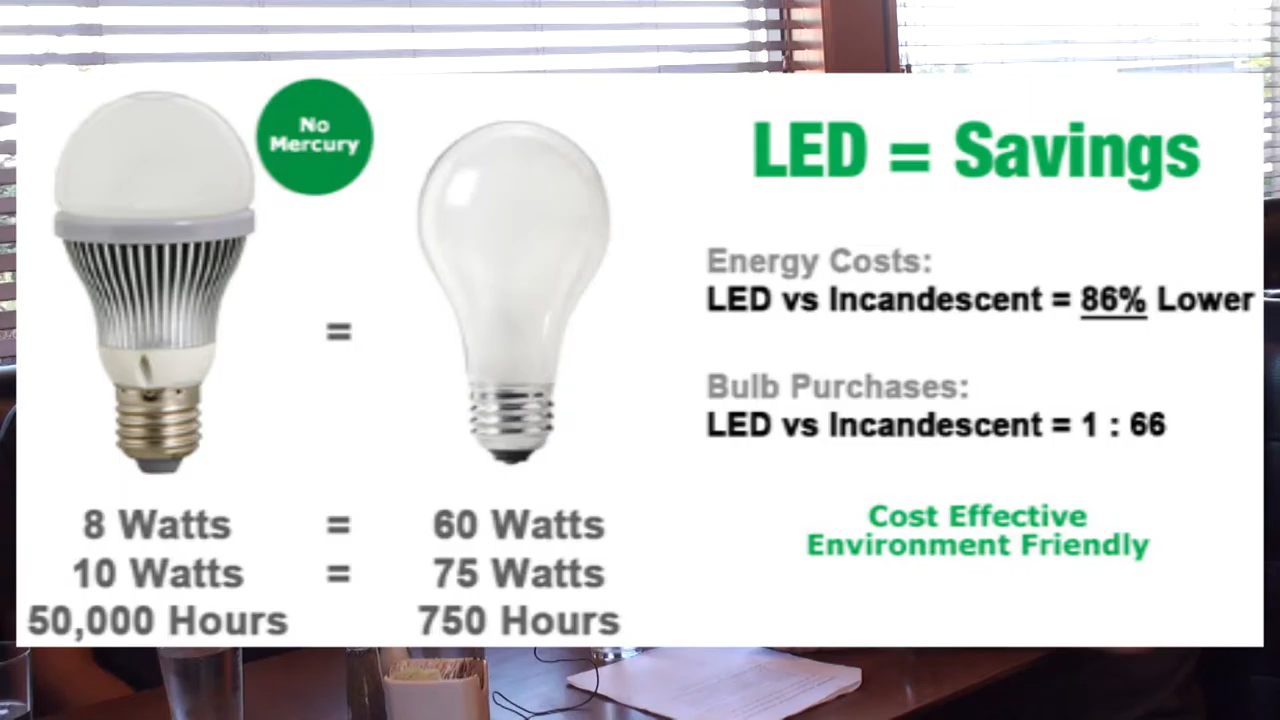 No
Mercury
LED = Savings
Energy Costs:
LED vs Incandescent = 86% Lower
Bulb Purchases:
LED vs Incandescent = 1 : 66
Cost Effective
Environment Friendly
=
8 Watts = 60 Watts
10 Watts = 75 Watts
50,000 Hours 750 Hours